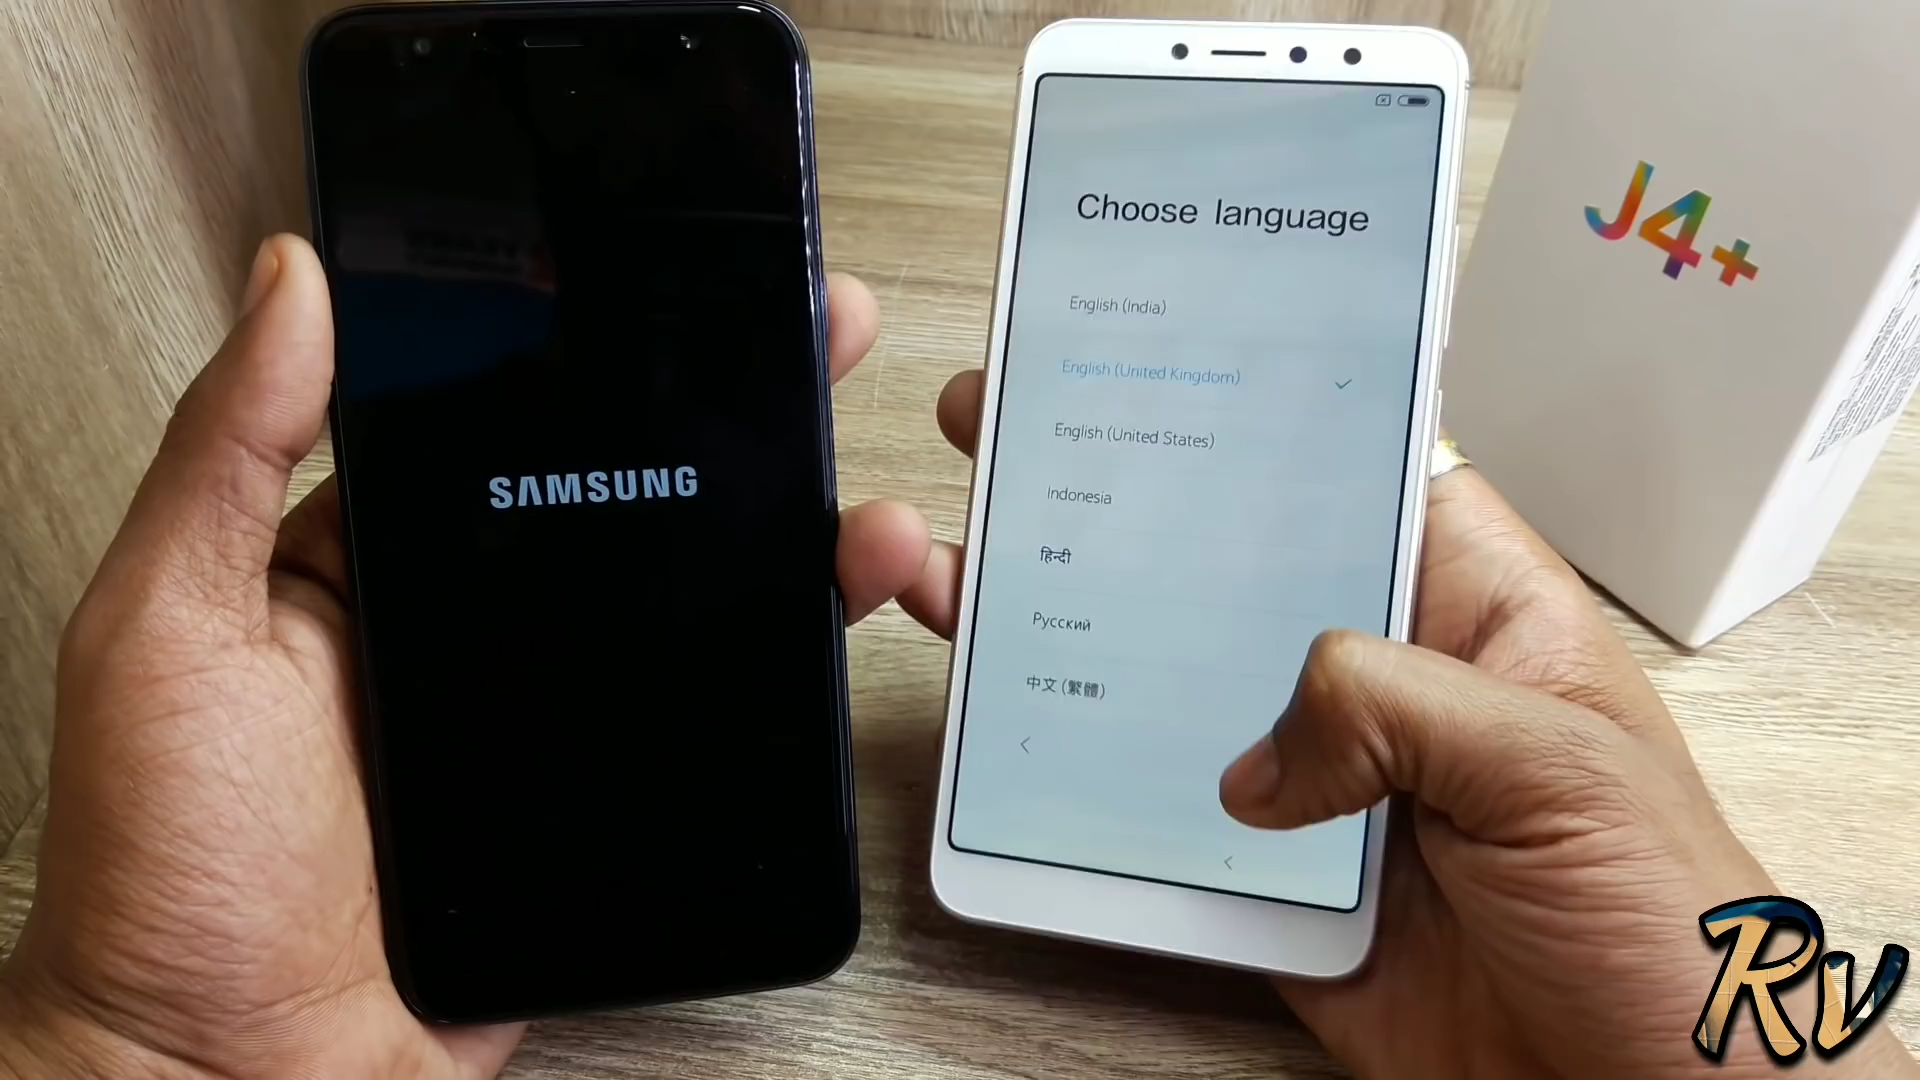 SAMSUNG
Choose language
English (India)
English (United Kingdom)
English (United States)
Indonesia
हिन्दी
Русский
中文 (繁體)
J4+
Rv